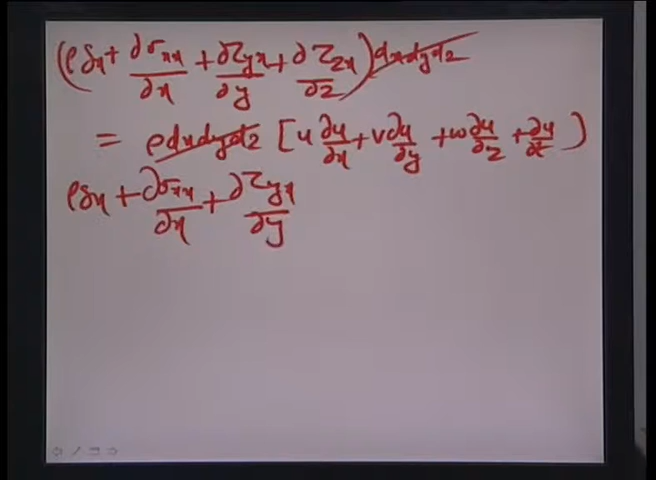 (ρgx + ∂σxx/∂x + ∂τyx/∂y + ∂τzx/∂z) dxdydz
= ρdxdydz [u ∂u/∂x + v ∂u/∂y + w ∂u/∂z + ∂u/∂t )
ρgx + ∂σxx/∂x + ∂τyx/∂y